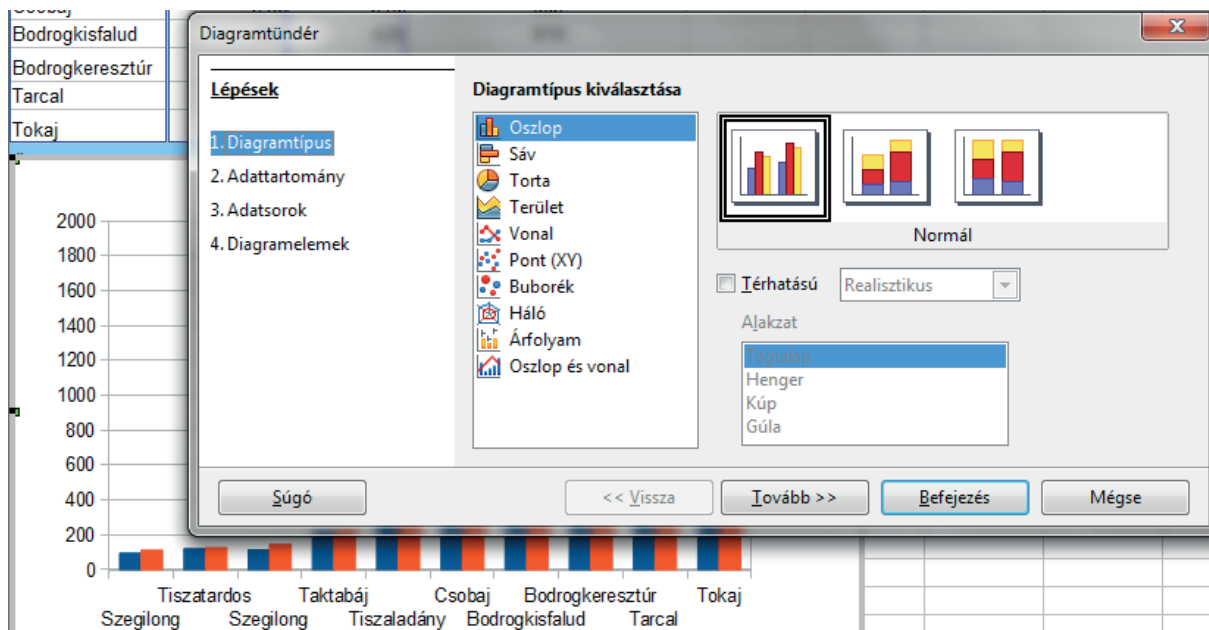 Bodrogkisfalud
Bodrogkeresztúr
Tarcal
Tokaj
Diagramtündér
Lépések
1. Diagramtípus
2. Adattartomány
3. Adatsorok
4. Diagramelemek
Diagramtípus kiválasztása
Oszlop
Sáv
Torta
Terület
Vonal
Pont (XY)
Buborék
Háló
Árfolyam
Oszlop és vonal
Normál
Térhatású
Realisztikus
Alakzat
Téglalap
Henger
Kúp
Gúla
Súgó
<< Vissza
Tovább >>
Befejezés
Mégse
2000
1800
1600
1400
1200
1000
800
600
400
200
0
Tiszatardos Taktabáj Csobaj Bodrogkeresztúr Tokaj
Szegilong Szegilong Tiszaladány Bodrogkisfalud Tarcal